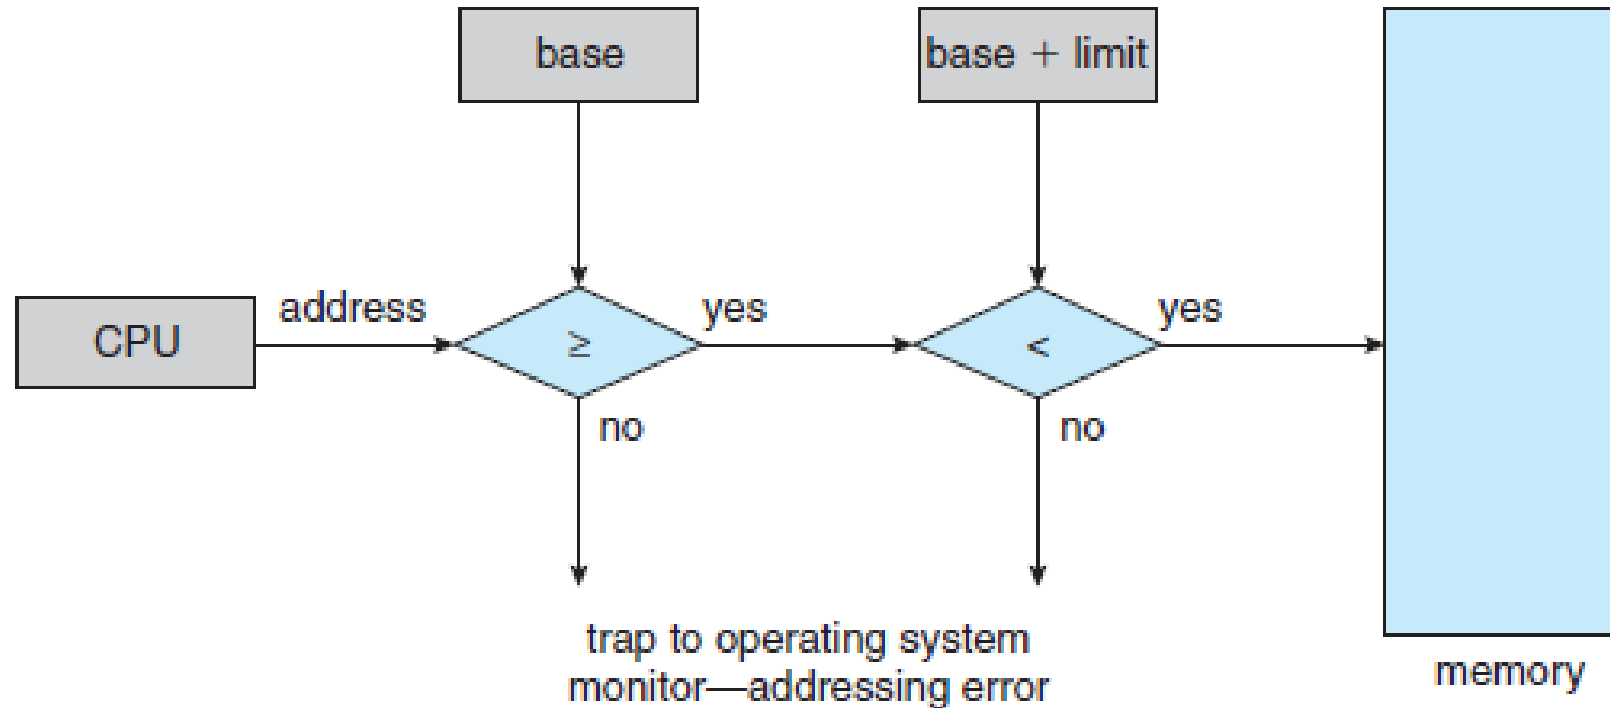 base
base + limit
CPU
address
≥
yes
<
yes
no
no
trap to operating system
monitor—addressing error
memory